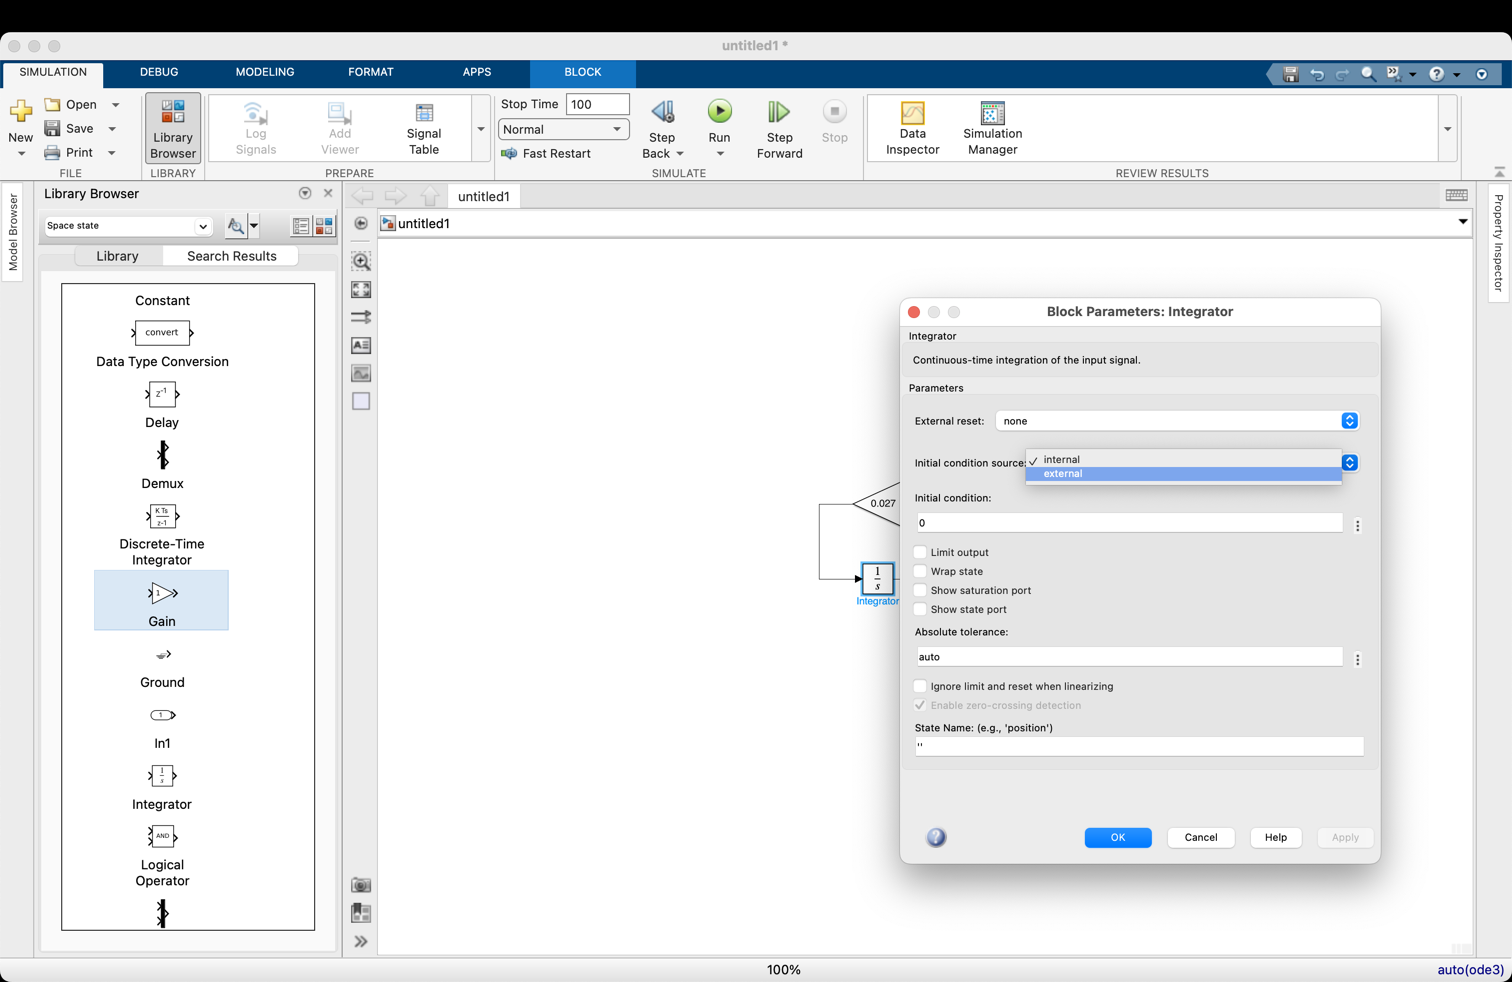 untitled1 *
SIMULATION
DEBUG
MODELING
FORMAT
APPS
BLOCK
New
Open
Save
Print
FILE
Library
Browser
LIBRARY
Log
Signals
Add
Viewer
Signal
Table
PREPARE
Stop Time 100
Normal
Fast Restart
Step
Back
Run
Step
Forward
Stop
SIMULATE
Data
Inspector
Simulation
Manager
REVIEW RESULTS
Model Browser
Library Browser
Space state
Library
Search Results
Constant
convert
Data Type Conversion
z-1
Delay
Demux
K Ts
z-1
Discrete-Time
Integrator
1
Gain
Ground
1
In1
1
s
Integrator
AND
Logical
Operator
untitled1
untitled1
Property Inspector
0.027
1
s
Integrator
Block Parameters: Integrator
Integrator
Continuous-time integration of the input signal.
Parameters
External reset: none
Initial condition source: ✓ internal
external
Initial condition:
0
Limit output
Wrap state
Show saturation port
Show state port
Absolute tolerance:
auto
Ignore limit and reset when linearizing
Enable zero-crossing detection
State Name: (e.g., 'position')
''
OK
Cancel
Help
Apply
100%
auto(ode3)